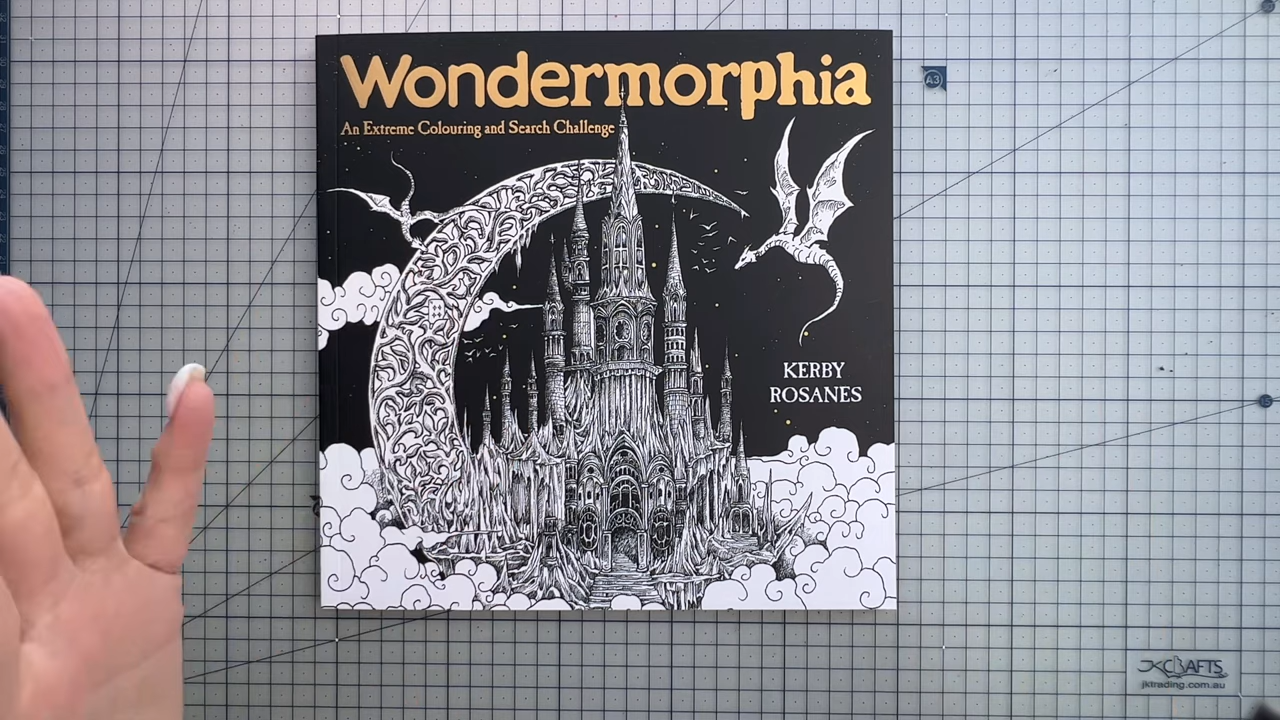 Wondermorphia
An Extreme Colouring and Search Challenge
KERBY
ROSANES
A3
JKCRAFTS
jktrading.com.au